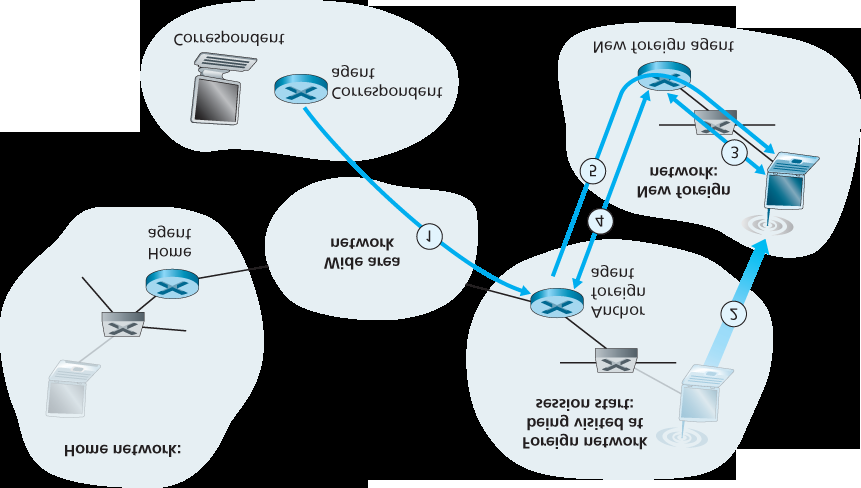 Home network:
Foreign network
being visited at
session start:
2
Anchor
foreign
agent
Home
agent
Wide area
network
1
4
5
New foreign
network:
3
New foreign agent
Correspondent
agent
Correspondent